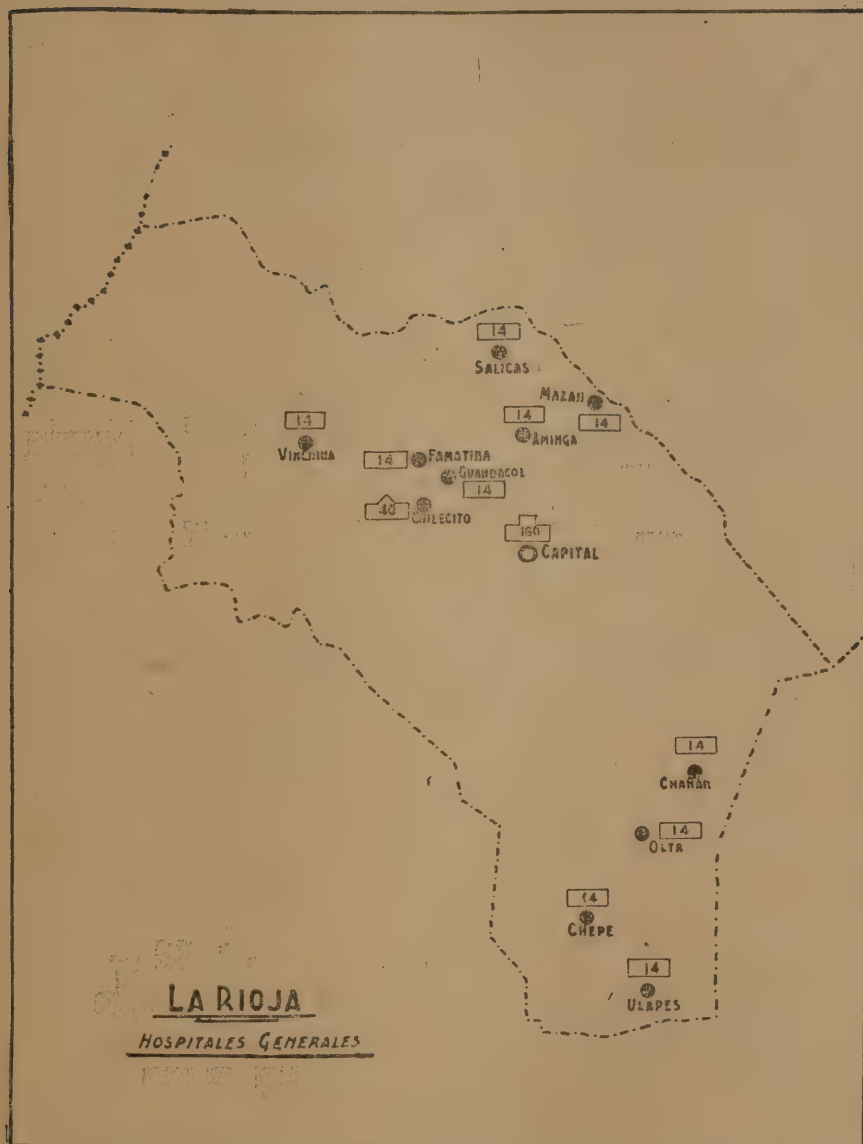 14
SALICAS
MAZAN
14
14
AMINGA
14
VINCHINA
14
FAMATINA
GUANDACOL
14
40
CHILECITO
160
CAPITAL
14
CHAÑAR
OLTA
14
14
CHEPE
14
ULAPES
LA RIOJA
HOSPITALES GENERALES